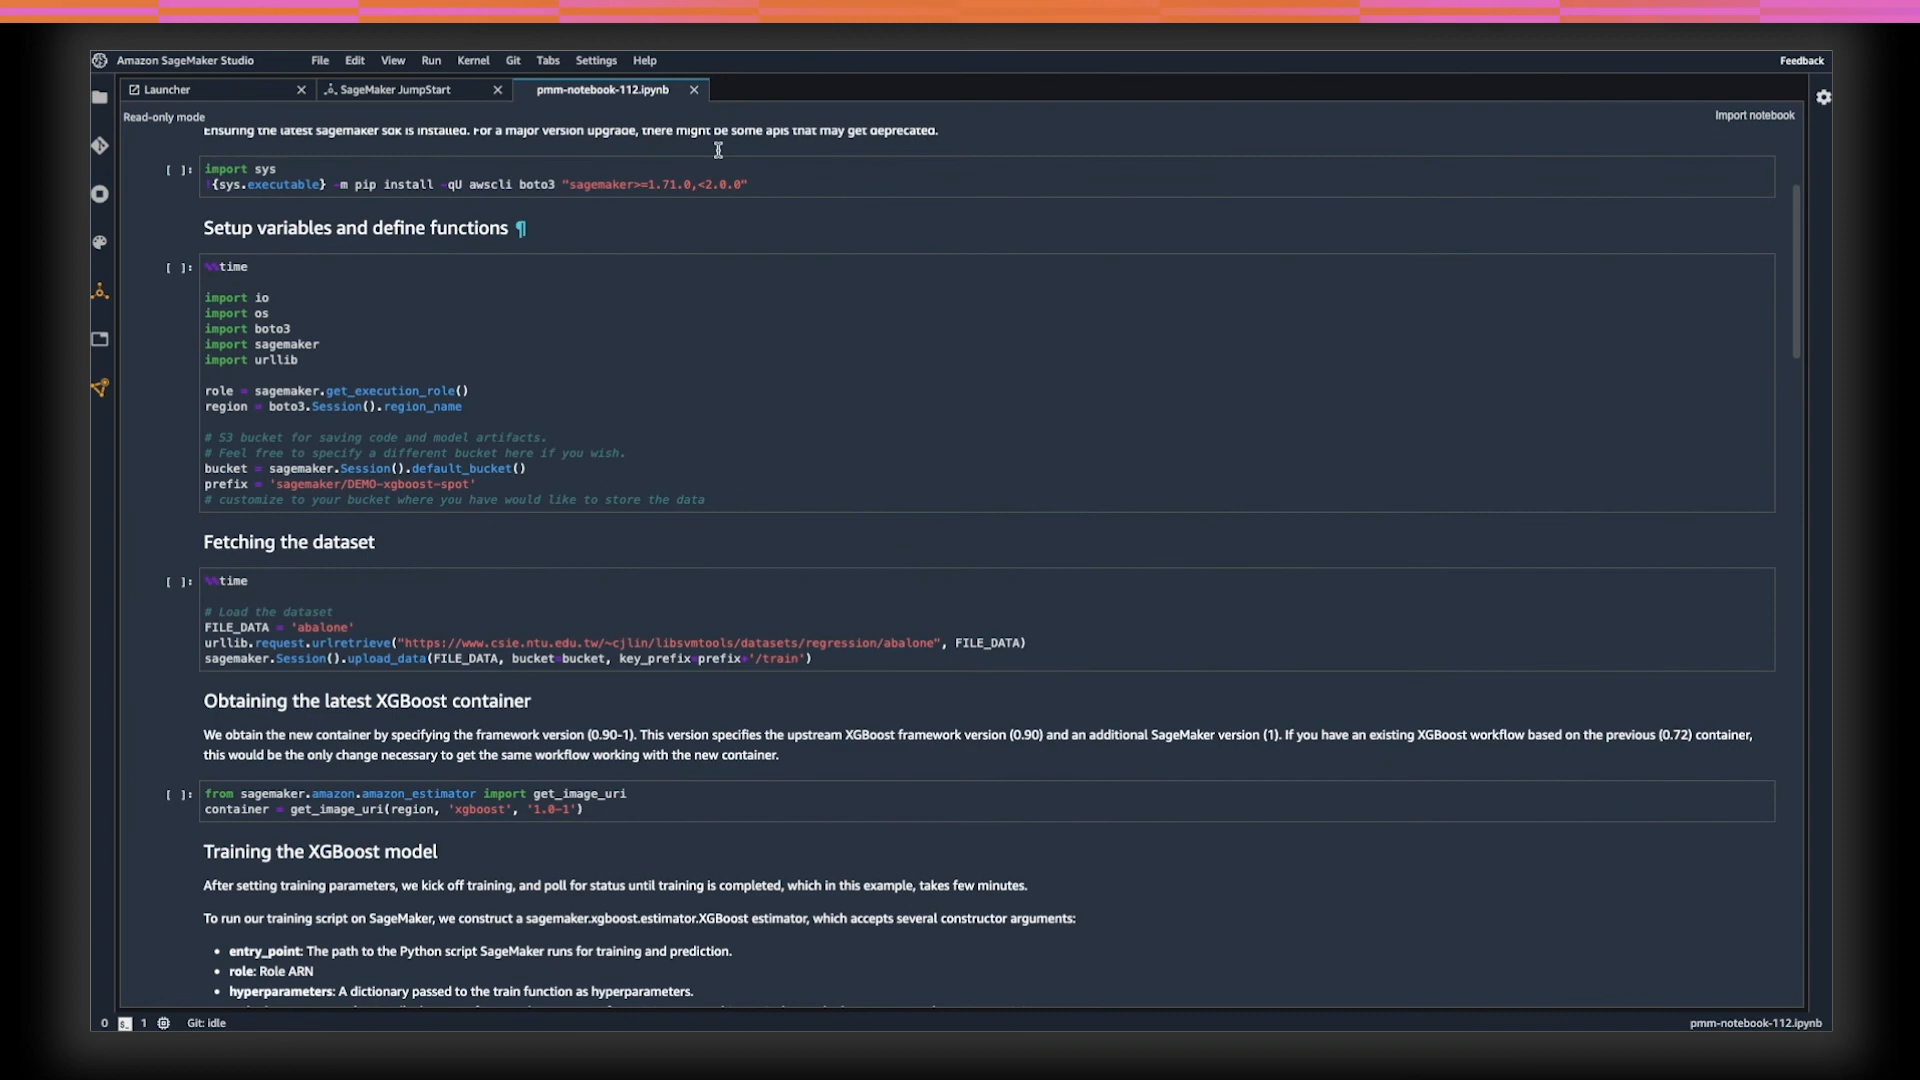 Amazon SageMaker Studio File Edit View Run Kernel Git Tabs Settings Help Feedback
Launcher SageMaker JumpStart pmm-notebook-112.ipynb
Read-only mode Import notebook
Ensuring the latest sagemaker sdk is installed. For a major version upgrade, there might be some apis that may get deprecated.
[ ]: import sys
!{sys.executable} -m pip install -qU awscli boto3 "sagemaker>=1.71.0,<2.0.0"
Setup variables and define functions ¶
[ ]: %%time
import io
import os
import boto3
import sagemaker
import urllib
role = sagemaker.get_execution_role()
region = boto3.Session().region_name
# S3 bucket for saving code and model artifacts.
# Feel free to specify a different bucket here if you wish.
bucket = sagemaker.Session().default_bucket()
prefix = 'sagemaker/DEMO-xgboost-spot'
# customize to your bucket where you have would like to store the data
Fetching the dataset
[ ]: %%time
# Load the dataset
FILE_DATA = 'abalone'
urllib.request.urlretrieve("https://www.csie.ntu.edu.tw/~cjlin/libsvmtools/datasets/regression/abalone", FILE_DATA)
sagemaker.Session().upload_data(FILE_DATA, bucket=bucket, key_prefix=prefix+'/train')
Obtaining the latest XGBoost container
We obtain the new container by specifying the framework version (0.90-1). This version specifies the upstream XGBoost framework version (0.90) and an additional SageMaker version (1). If you have an existing XGBoost workflow based on the previous (0.72) container,
this would be the only change necessary to get the same workflow working with the new container.
[ ]: from sagemaker.amazon.amazon_estimator import get_image_uri
container = get_image_uri(region, 'xgboost', '1.0-1')
Training the XGBoost model
After setting training parameters, we kick off training, and poll for status until training is completed, which in this example, takes few minutes.
To run our training script on SageMaker, we construct a sagemaker.xgboost.estimator.XGBoost estimator, which accepts several constructor arguments:
• entry_point: The path to the Python script SageMaker runs for training and prediction.
• role: Role ARN
• hyperparameters: A dictionary passed to the train function as hyperparameters.
0 1 Git: idle pmm-notebook-112.ipynb